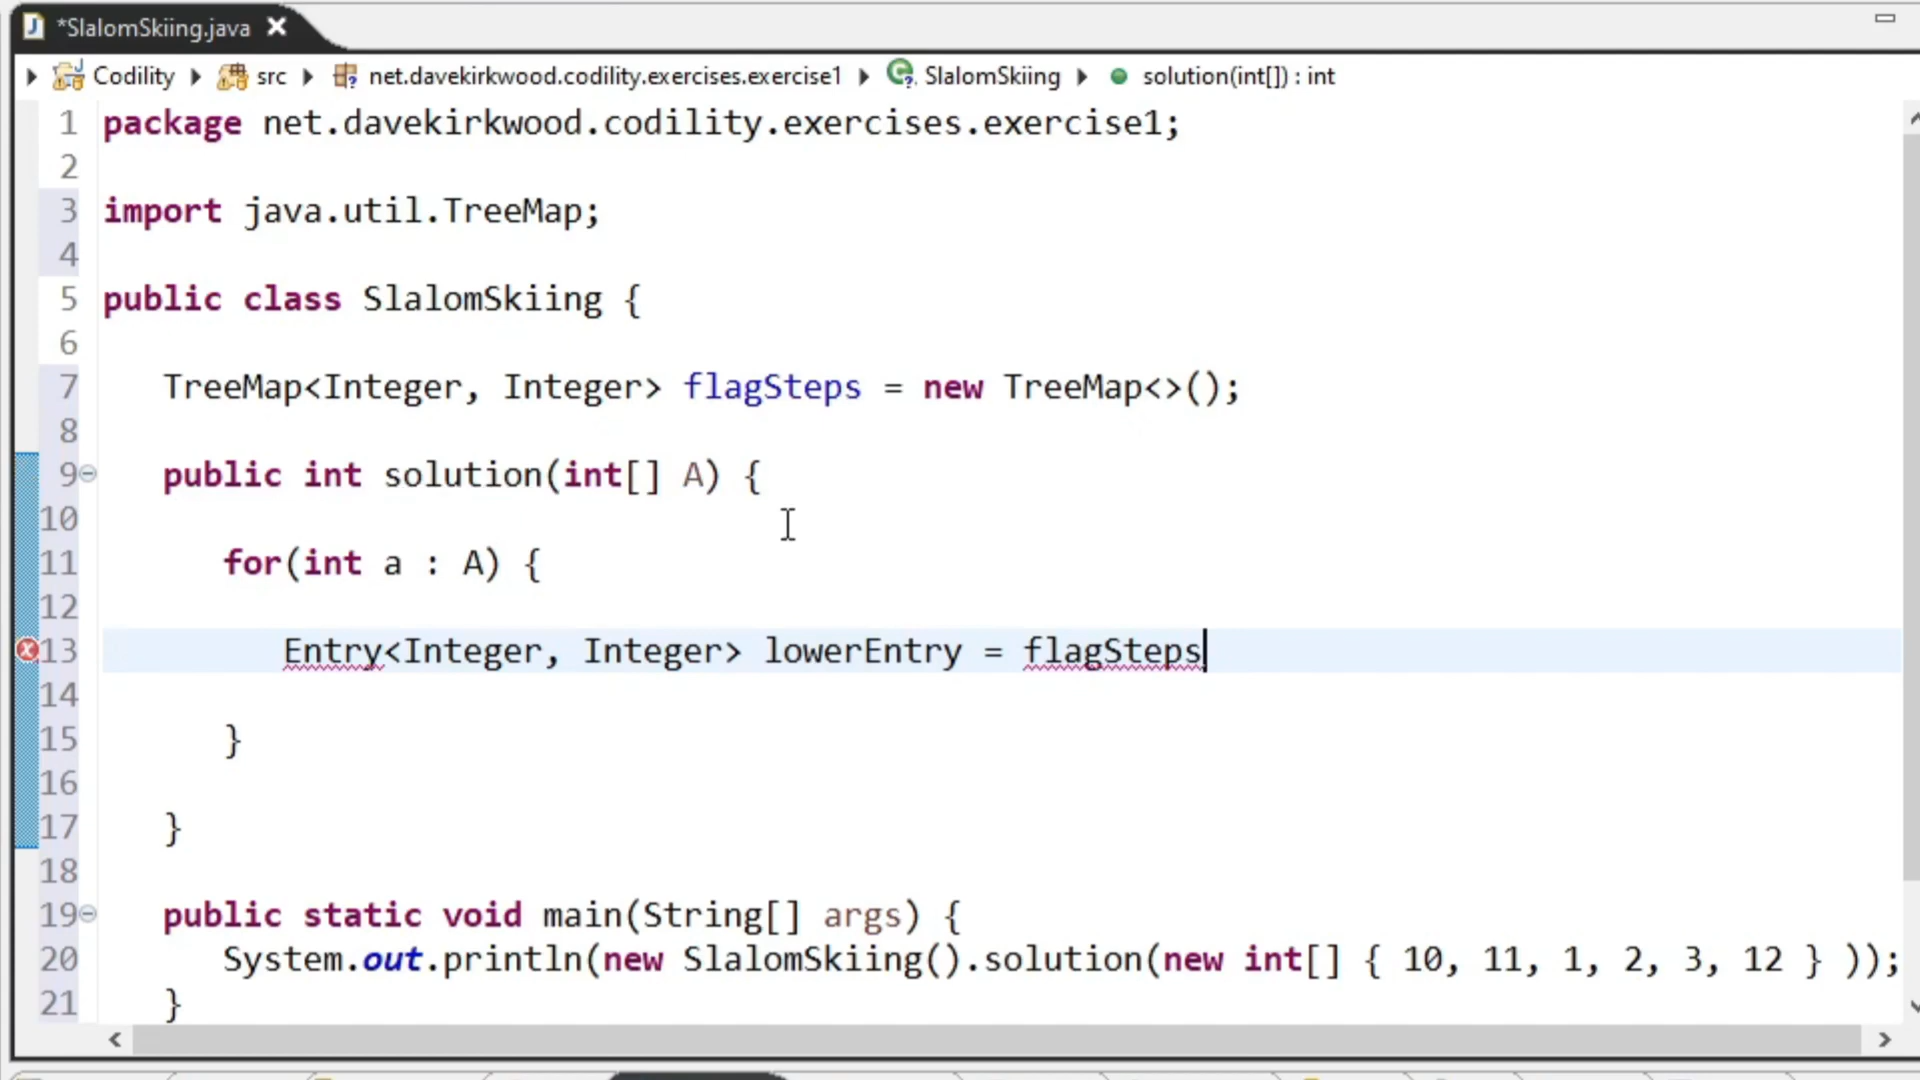 *SlalomSkiing.java
Codility src net.davekirkwood.codility.exercises.exercise1 SlalomSkiing solution(int[]) : int
1 package net.davekirkwood.codility.exercises.exercise1;
2
3 import java.util.TreeMap;
4
5 public class SlalomSkiing {
6
7 TreeMap<Integer, Integer> flagSteps = new TreeMap<>();
8
9 public int solution(int[] A) {
10
11 for(int a : A) {
12
13 Entry<Integer, Integer> lowerEntry = flagSteps
14
15 }
16
17 }
18
19 public static void main(String[] args) {
20 System.out.println(new SlalomSkiing().solution(new int[] { 10, 11, 1, 2, 3, 12 } ));
21 }